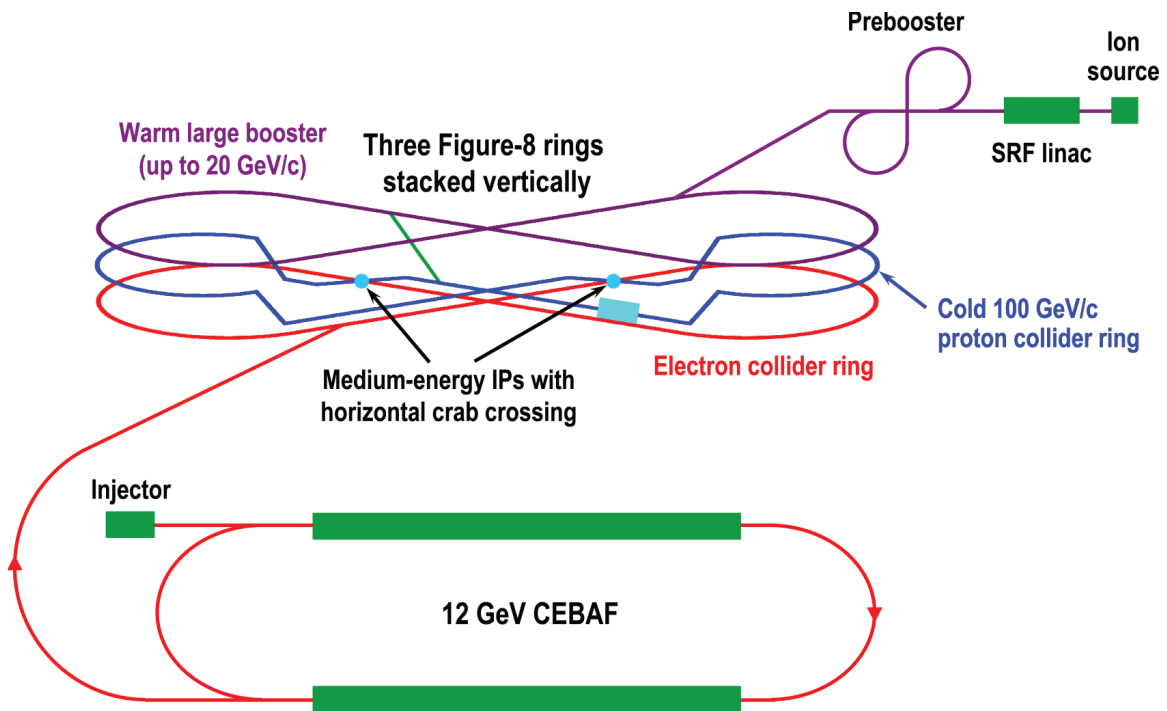 Prebooster
Ion
source
SRF linac
Warm large booster
(up to 20 GeV/c)
Three Figure-8 rings
stacked vertically
Cold 100 GeV/c
proton collider ring
Electron collider ring
Medium-energy IPs with
horizontal crab crossing
Injector
12 GeV CEBAF